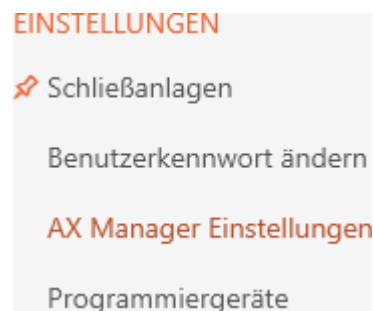 EINSTELLUNGEN
Schließanlagen
Benutzerkennwort ändern
AX Manager Einstellungen
Programmiergeräte